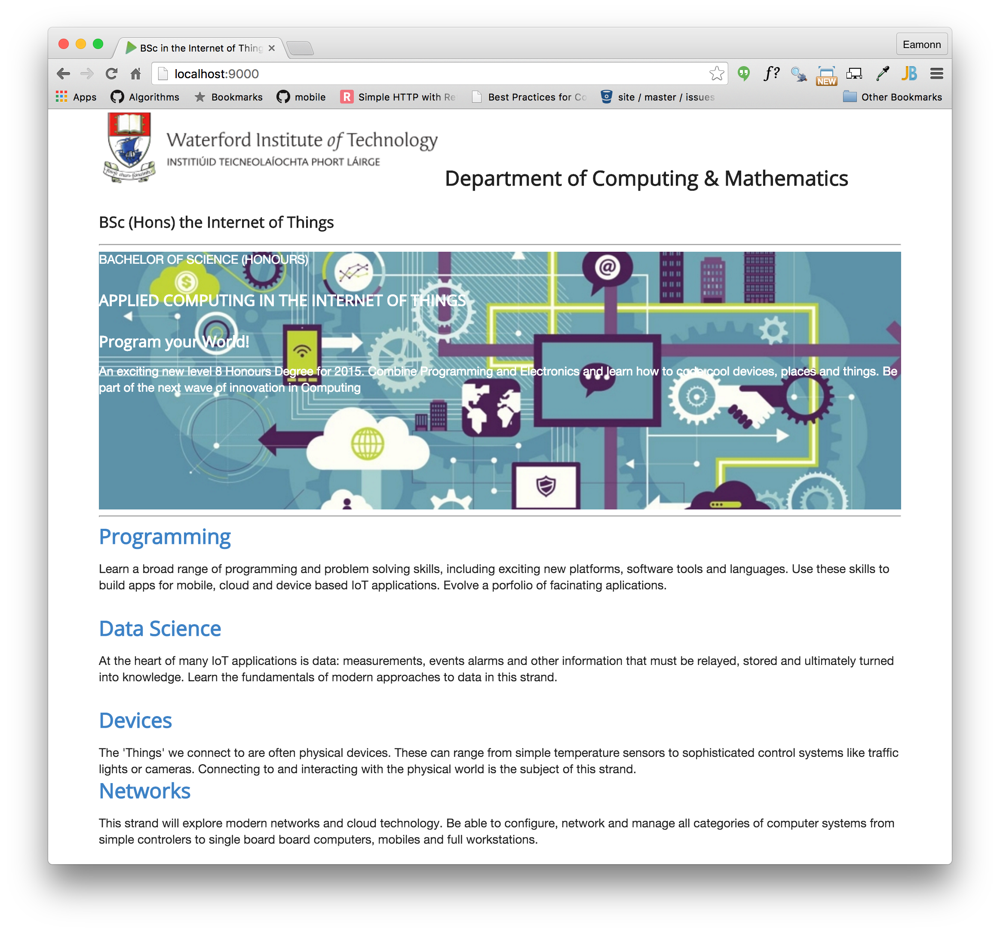 BSc in the Internet of Thing
Eamonn
localhost:9000
f?
NEW
JB
Apps
Algorithms
Bookmarks
mobile
R
Simple HTTP with Re
Best Practices for Co
site / master / issues
Other Bookmarks
Waterford Institute of Technology
INSTITIÚID TEICNEOLAÍOCHTA PHORT LÁIRGE
Department of Computing & Mathematics
BSc (Hons) the Internet of Things
BACHELOR OF SCIENCE (HONOURS)
$
@
APPLIED COMPUTING IN THE INTERNET OF THINGS
Program your World!
An exciting new level 8 Honours Degree for 2015. Combine Programming and Electronics and learn how to code cool devices, places and things. Be
part of the next wave of innovation in Computing
Programming
Learn a broad range of programming and problem solving skills, including exciting new platforms, software tools and languages. Use these skills to
build apps for mobile, cloud and device based IoT applications. Evolve a porfolio of facinating aplications.
Data Science
At the heart of many IoT applications is data: measurements, events alarms and other information that must be relayed, stored and ultimately turned
into knowledge. Learn the fundamentals of modern approaches to data in this strand.
Devices
The 'Things' we connect to are often physical devices. These can range from simple temperature sensors to sophisticated control systems like traffic
lights or cameras. Connecting to and interacting with the physical world is the subject of this strand.
Networks
This strand will explore modern networks and cloud technology. Be able to configure, network and manage all categories of computer systems from
simple controlers to single board board computers, mobiles and full workstations.